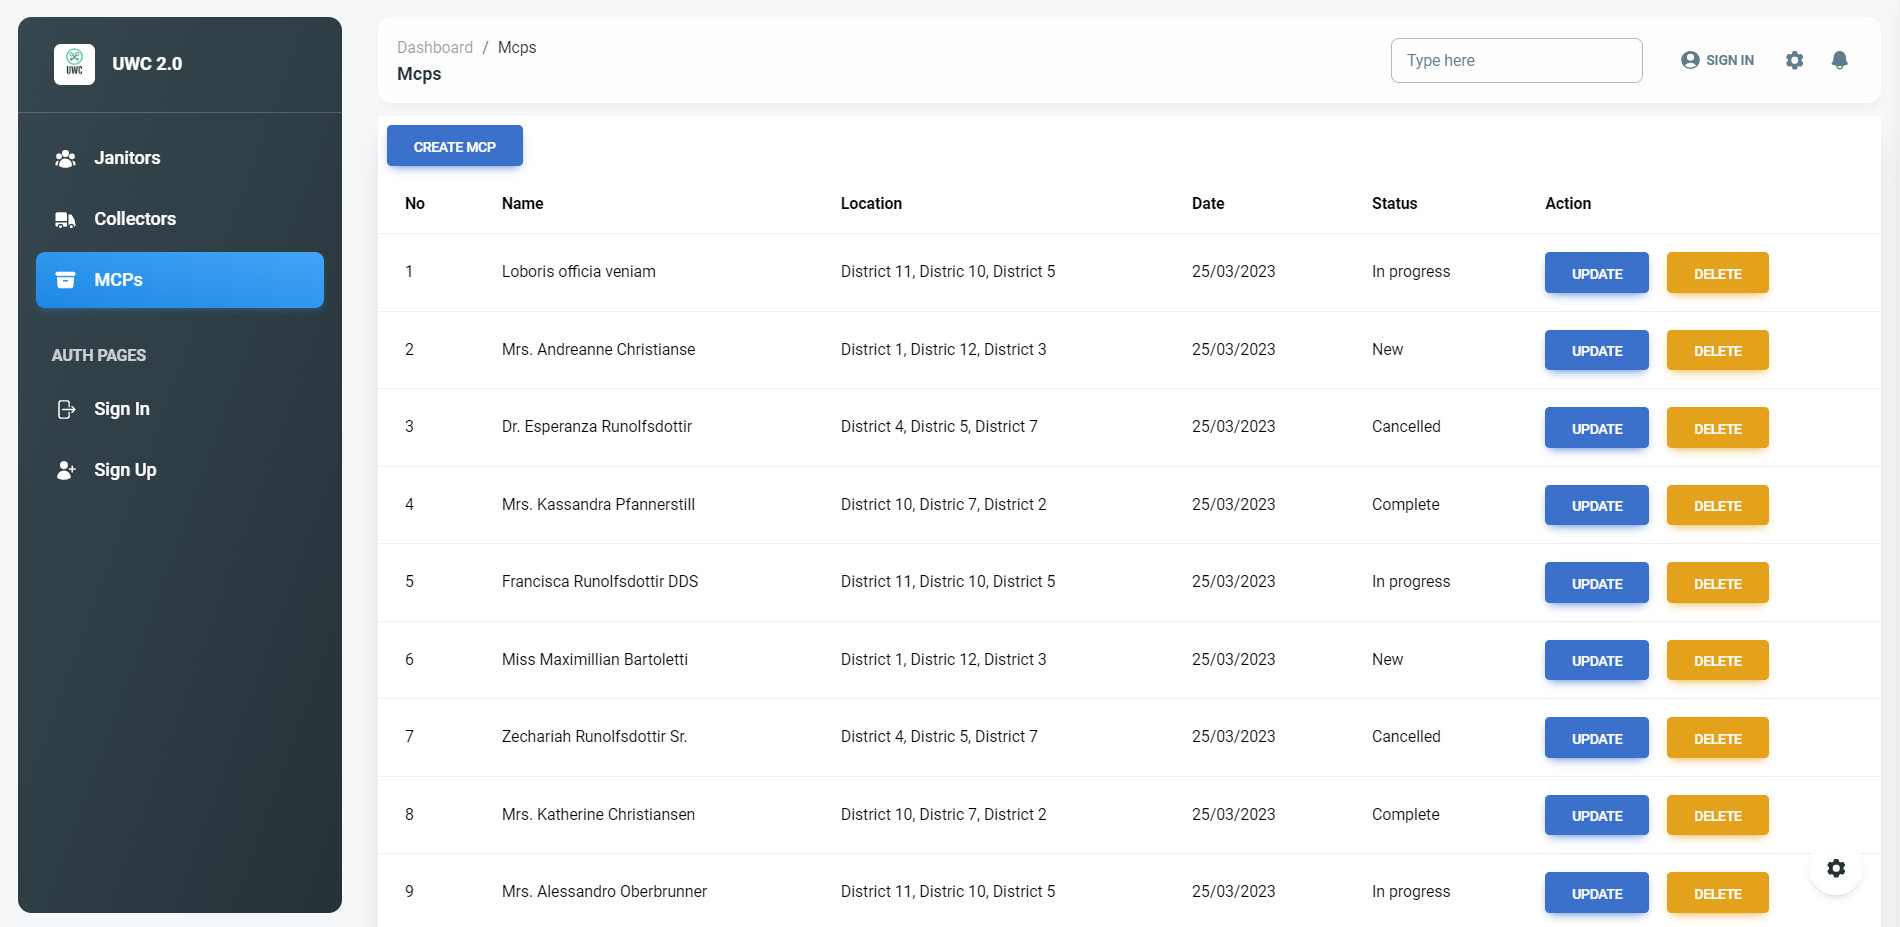 UWC
UWC 2.0
Janitors
Collectors
MCPs
AUTH PAGES
Sign In
Sign Up
Dashboard / Mcps
Mcps
Type here
SIGN IN
CREATE MCP
No Name Location Date Status Action
1 Loboris officia veniam District 11, Distric 10, District 5 25/03/2023 In progress UPDATE DELETE
2 Mrs. Andreanne Christianse District 1, Distric 12, District 3 25/03/2023 New UPDATE DELETE
3 Dr. Esperanza Runolfsdottir District 4, Distric 5, District 7 25/03/2023 Cancelled UPDATE DELETE
4 Mrs. Kassandra Pfannerstill District 10, Distric 7, District 2 25/03/2023 Complete UPDATE DELETE
5 Francisca Runolfsdottir DDS District 11, Distric 10, District 5 25/03/2023 In progress UPDATE DELETE
6 Miss Maximillian Bartoletti District 1, Distric 12, District 3 25/03/2023 New UPDATE DELETE
7 Zechariah Runolfsdottir Sr. District 4, Distric 5, District 7 25/03/2023 Cancelled UPDATE DELETE
8 Mrs. Katherine Christiansen District 10, Distric 7, District 2 25/03/2023 Complete UPDATE DELETE
9 Mrs. Alessandro Oberbrunner District 11, Distric 10, District 5 25/03/2023 In progress UPDATE DELETE